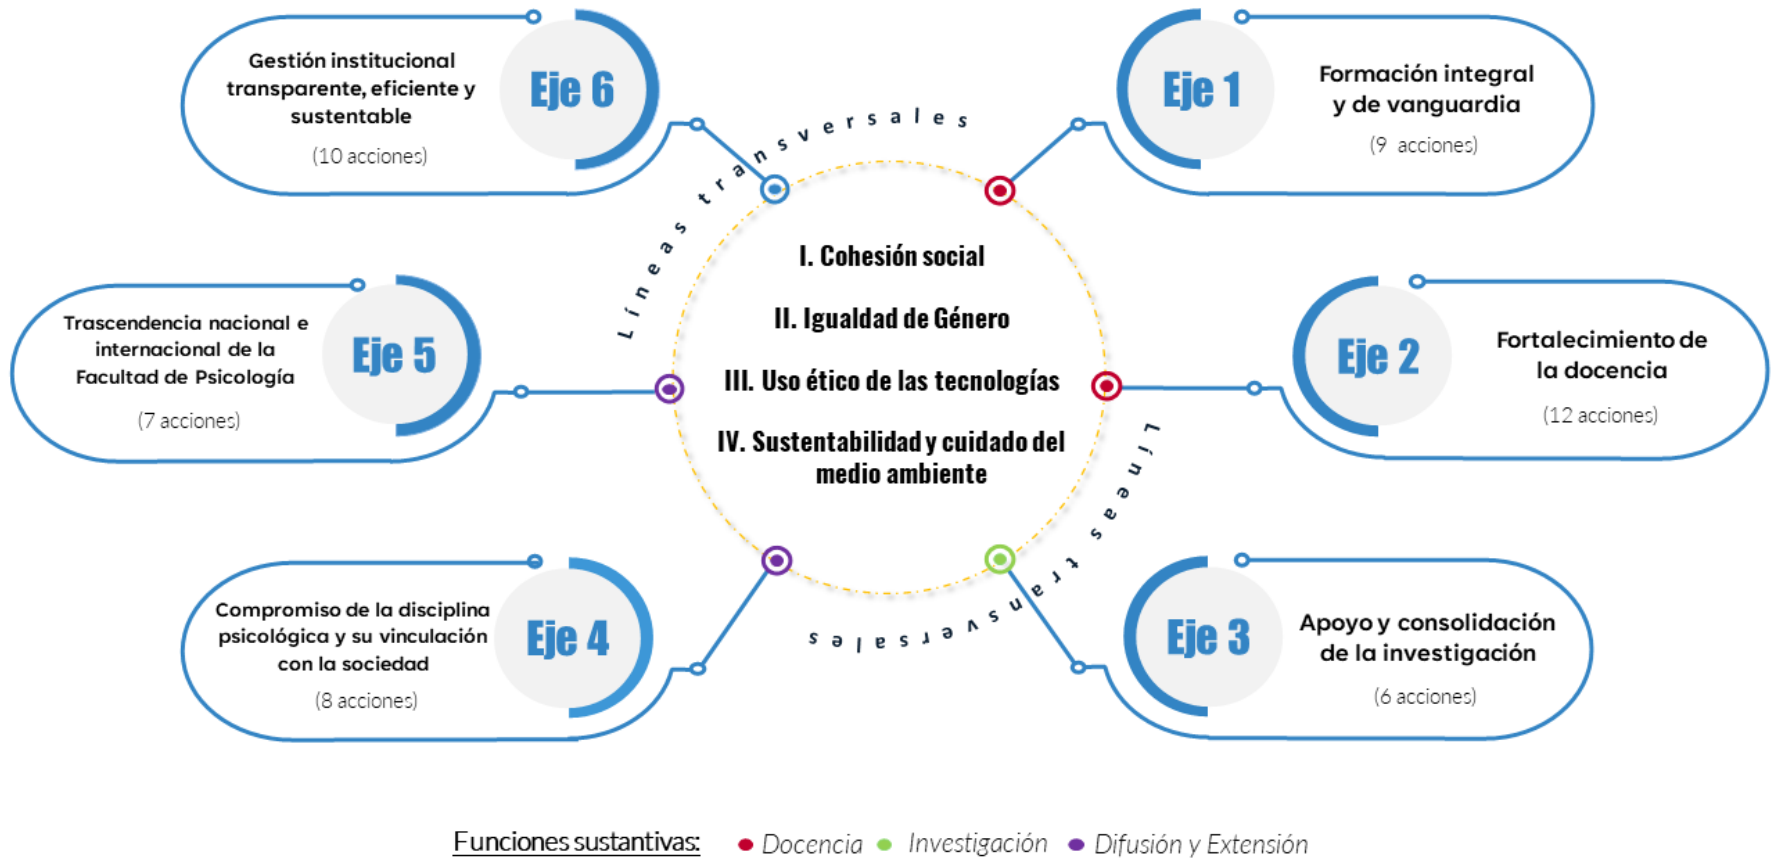 Eje 1
Formación integral
y de vanguardia
(9 acciones)
Eje 2
Fortalecimiento de
la docencia
(12 acciones)
Eje 3
Apoyo y consolidación
de la investigación
(6 acciones)
Eje 4
Compromiso de la disciplina
psicológica y su vinculación
con la sociedad
(8 acciones)
Eje 5
Trascendencia nacional e
internacional de la
Facultad de Psicología
(7 acciones)
Eje 6
Gestión institucional
transparente, eficiente y
sustentable
(10 acciones)
Líneas transversales
I. Cohesión social
II. Igualdad de Género
III. Uso ético de las tecnologías
IV. Sustentabilidad y cuidado del
medio ambiente
Líneas transversales
Funciones sustantivas: Docencia Investigación Difusión y Extensión